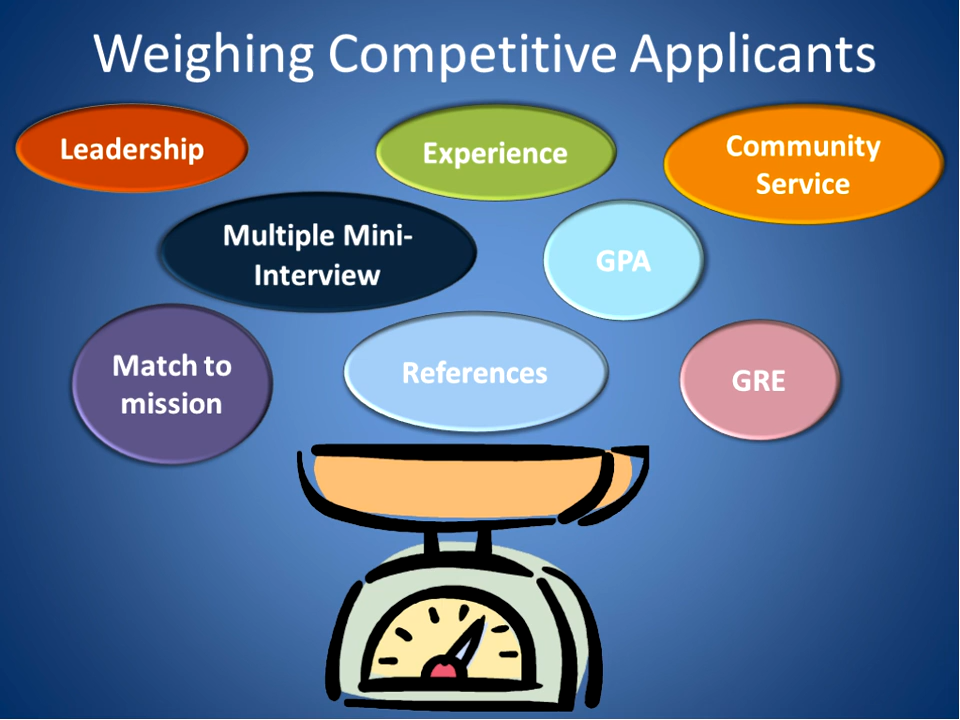 Weighing Competitive Applicants
Leadership
Experience
Community
Service
Multiple Mini-
Interview
GPA
Match to
mission
References
GRE